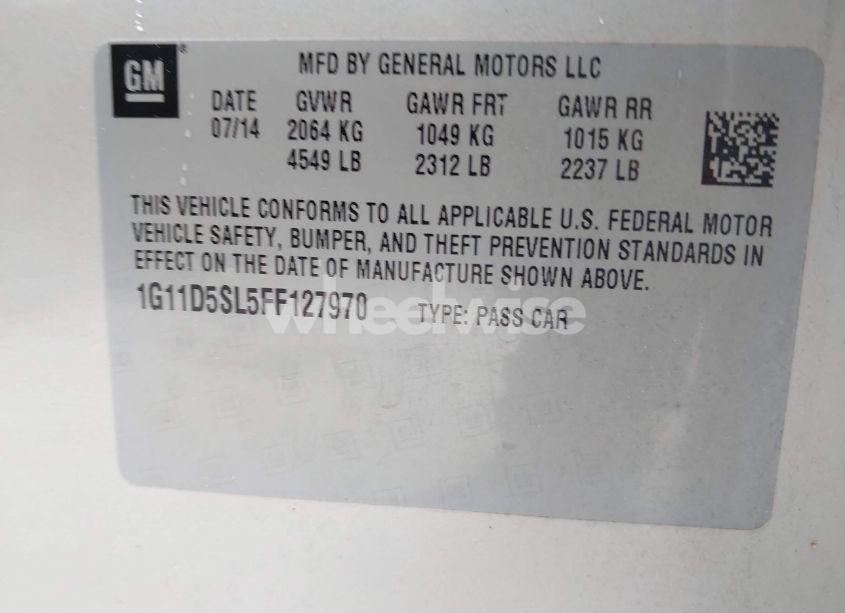 GM
MFD BY GENERAL MOTORS LLC
DATE GVWR GAWR FRT GAWR RR
07/14 2064 KG 1049 KG 1015 KG
4549 LB 2312 LB 2237 LB
THIS VEHICLE CONFORMS TO ALL APPLICABLE U.S. FEDERAL MOTOR
VEHICLE SAFETY, BUMPER, AND THEFT PREVENTION STANDARDS IN
EFFECT ON THE DATE OF MANUFACTURE SHOWN ABOVE.
1G11D5SL5FF127970 TYPE: PASS CAR
wheelwise